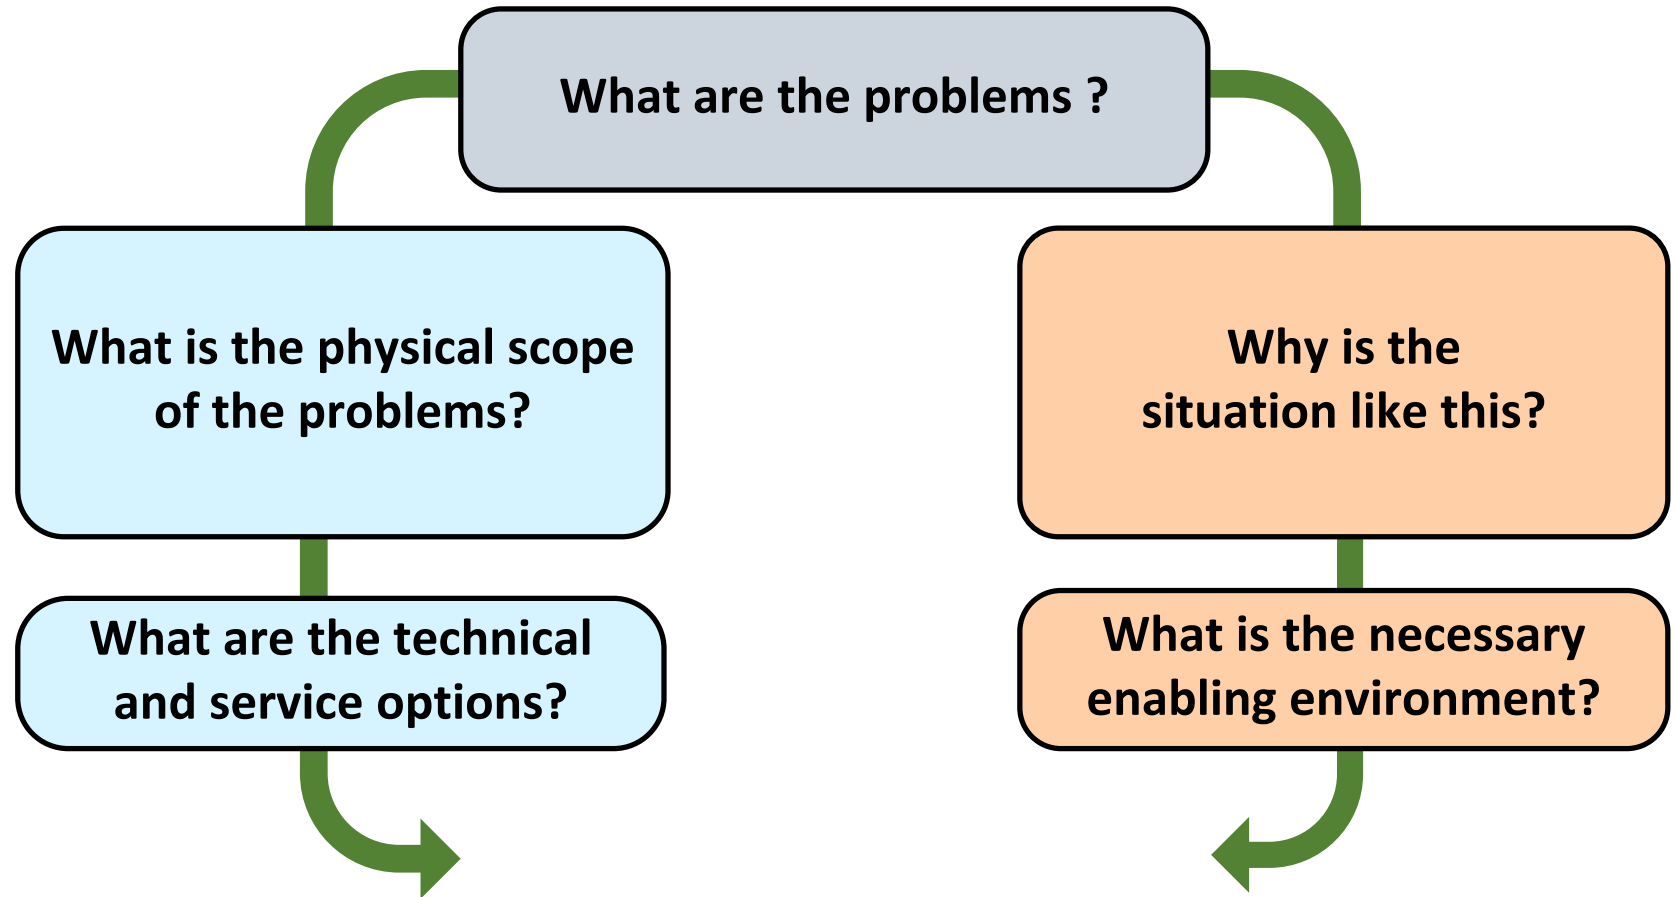 What are the problems ?
What is the physical scope
of the problems?
Why is the
situation like this?
What are the technical
and service options?
What is the necessary
enabling environment?